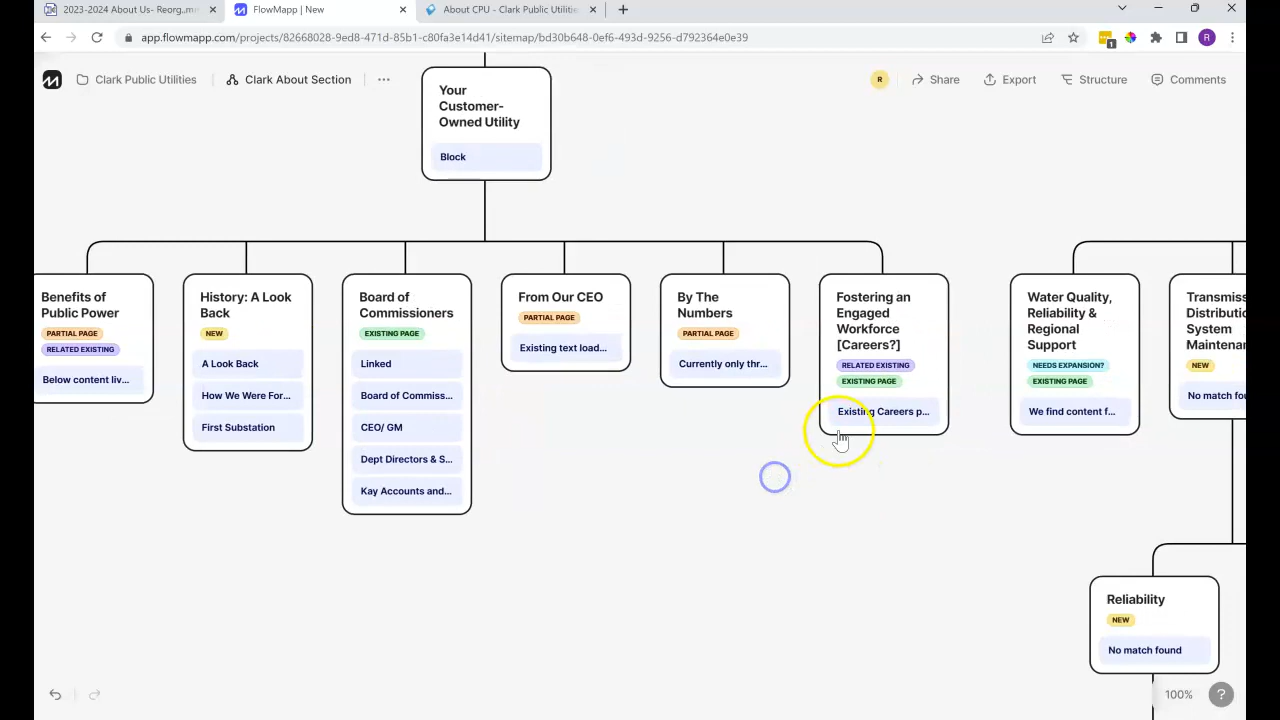 2023-2024 About Us- Reorg..me
FlowMapp | New
About CPU - Clark Public Utilitie
app.flowmapp.com/projects/82668028-9ed8-471d-85b1-c80fa3e14d41/sitemap/bd30b648-0ef6-493d-9256-d792364e0e39
1
R
Clark Public Utilities
Clark About Section
R
Share
Export
Structure
Comments
Your
Customer-
Owned Utility
Block
Benefits of
Public Power
PARTIAL PAGE
RELATED EXISTING
Below content liv...
History: A Look
Back
NEW
A Look Back
How We Were For...
First Substation
Board of
Commissioners
EXISTING PAGE
Linked
Board of Commiss...
CEO/ GM
Dept Directors & S...
Kay Accounts and...
From Our CEO
PARTIAL PAGE
Existing text load...
By The
Numbers
PARTIAL PAGE
Currently only thr...
Fostering an
Engaged
Workforce
[Careers?]
RELATED EXISTING
EXISTING PAGE
Existing Careers p...
Water Quality,
Reliability &
Regional
Support
NEEDS EXPANSION?
EXISTING PAGE
We find content f...
Transmiss
Distributio
System
Maintenan
NEW
No match fou
Reliability
NEW
No match found
100%
?